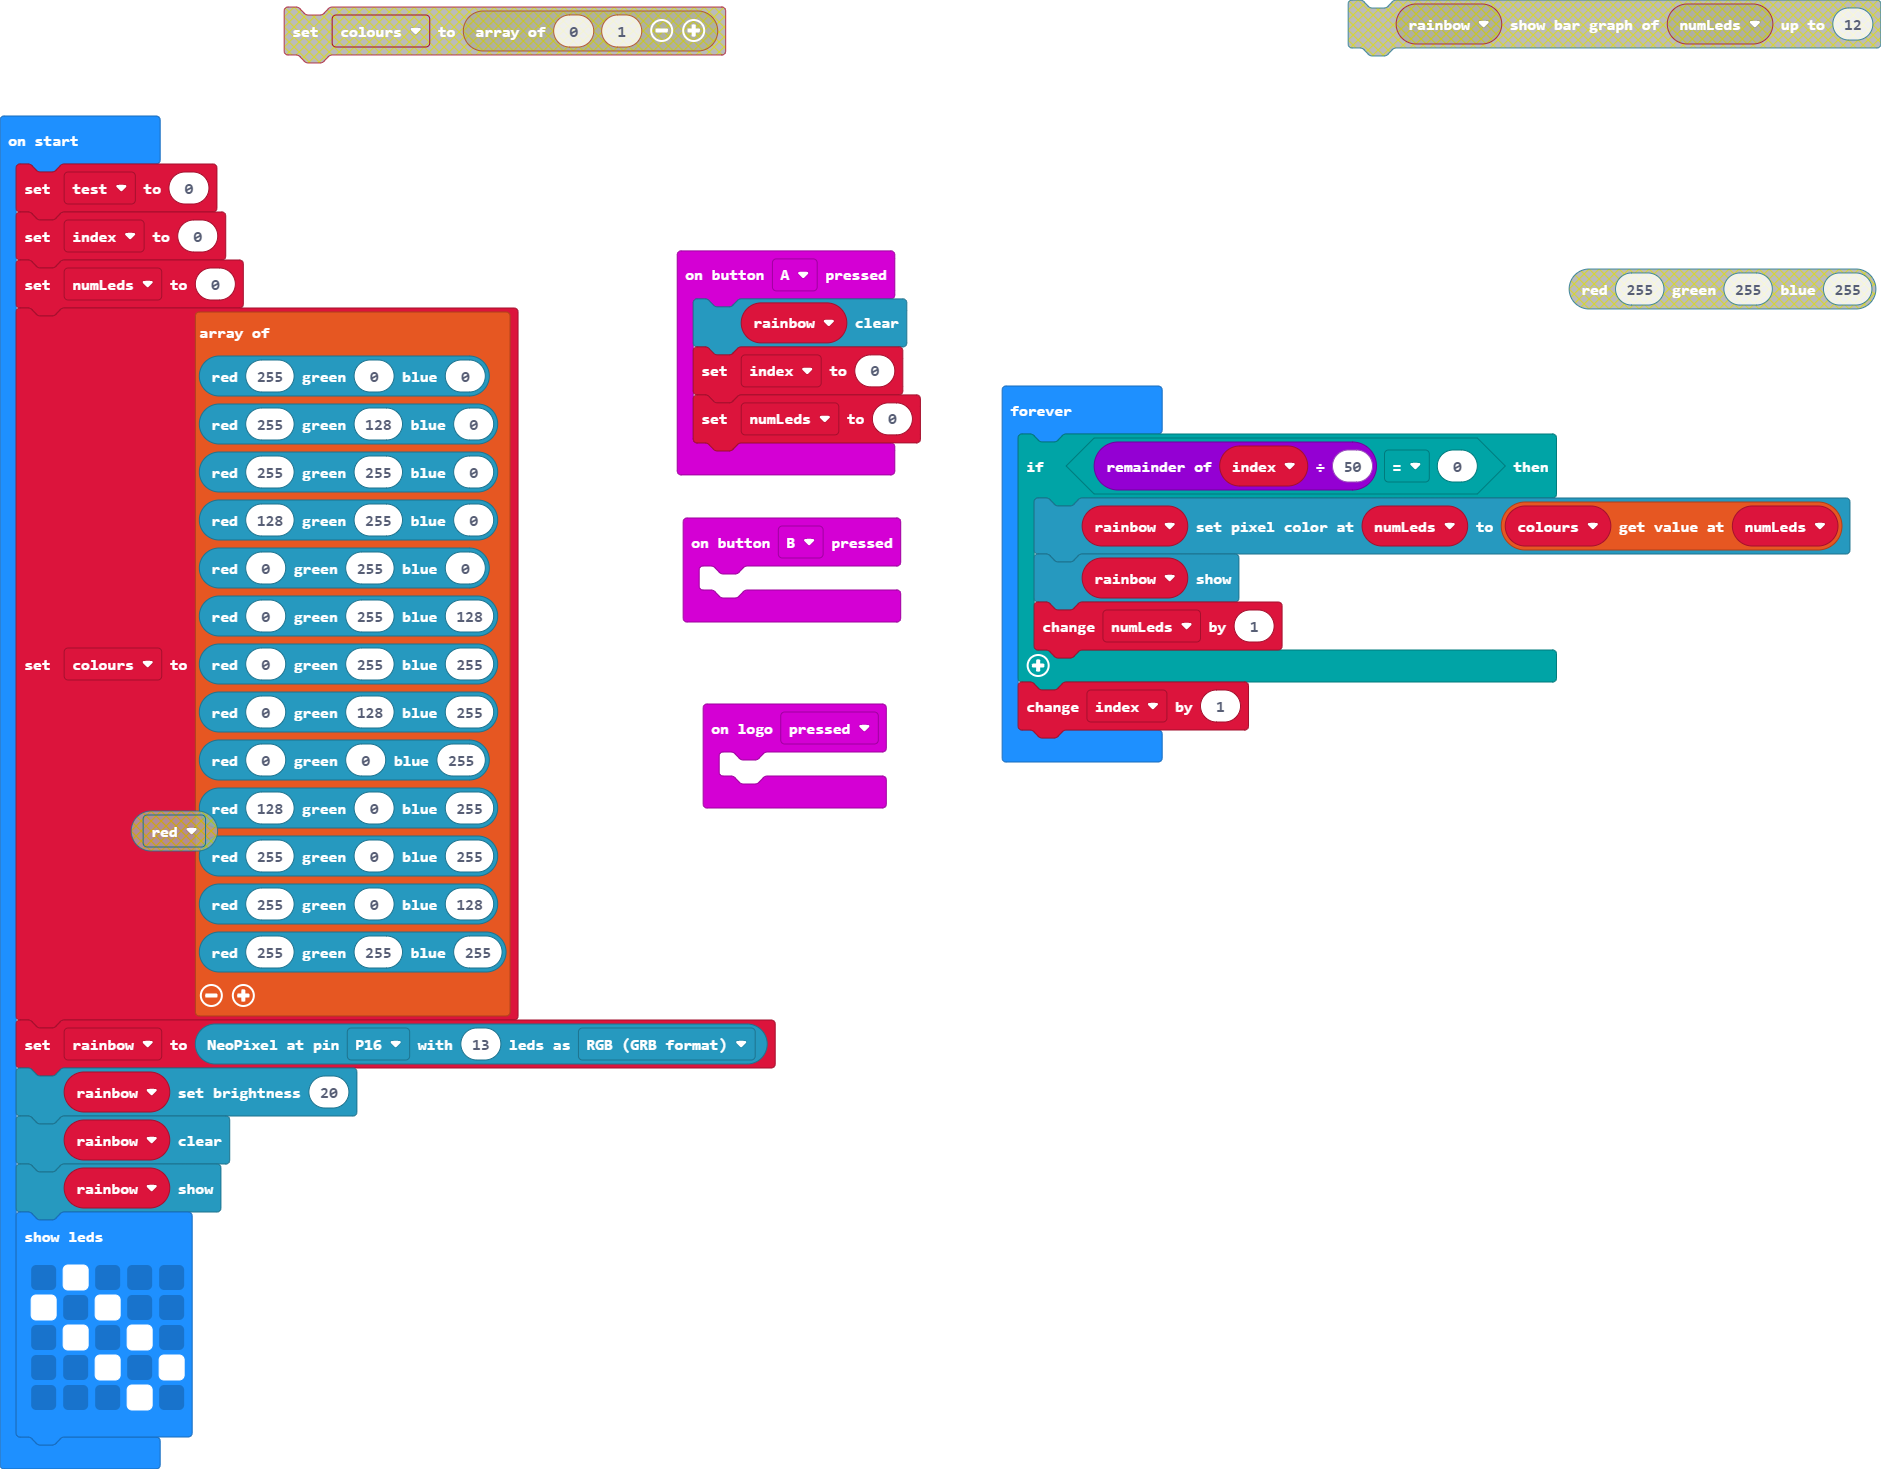 set colours to array of 0 1
rainbow show bar graph of numLeds up to 12
on start
set test to 0
set index to 0
set numLeds to 0
set colours to
array of
red 255 green 0 blue 0
red 255 green 128 blue 0
red 255 green 255 blue 0
red 128 green 255 blue 0
red 0 green 255 blue 0
red 0 green 255 blue 128
red 0 green 255 blue 255
red 0 green 128 blue 255
red 0 green 0 blue 255
red 128 green 0 blue 255
red 255 green 0 blue 255
red 255 green 0 blue 128
red 255 green 255 blue 255
red
set rainbow to NeoPixel at pin P16 with 13 leds as RGB (GRB format)
rainbow set brightness 20
rainbow clear
rainbow show
show leds
on button A pressed
rainbow clear
set index to 0
set numLeds to 0
on button B pressed
on logo pressed
red 255 green 255 blue 255
forever
if remainder of index ÷ 50 = 0 then
rainbow set pixel color at numLeds to colours get value at numLeds
rainbow show
change numLeds by 1
change index by 1